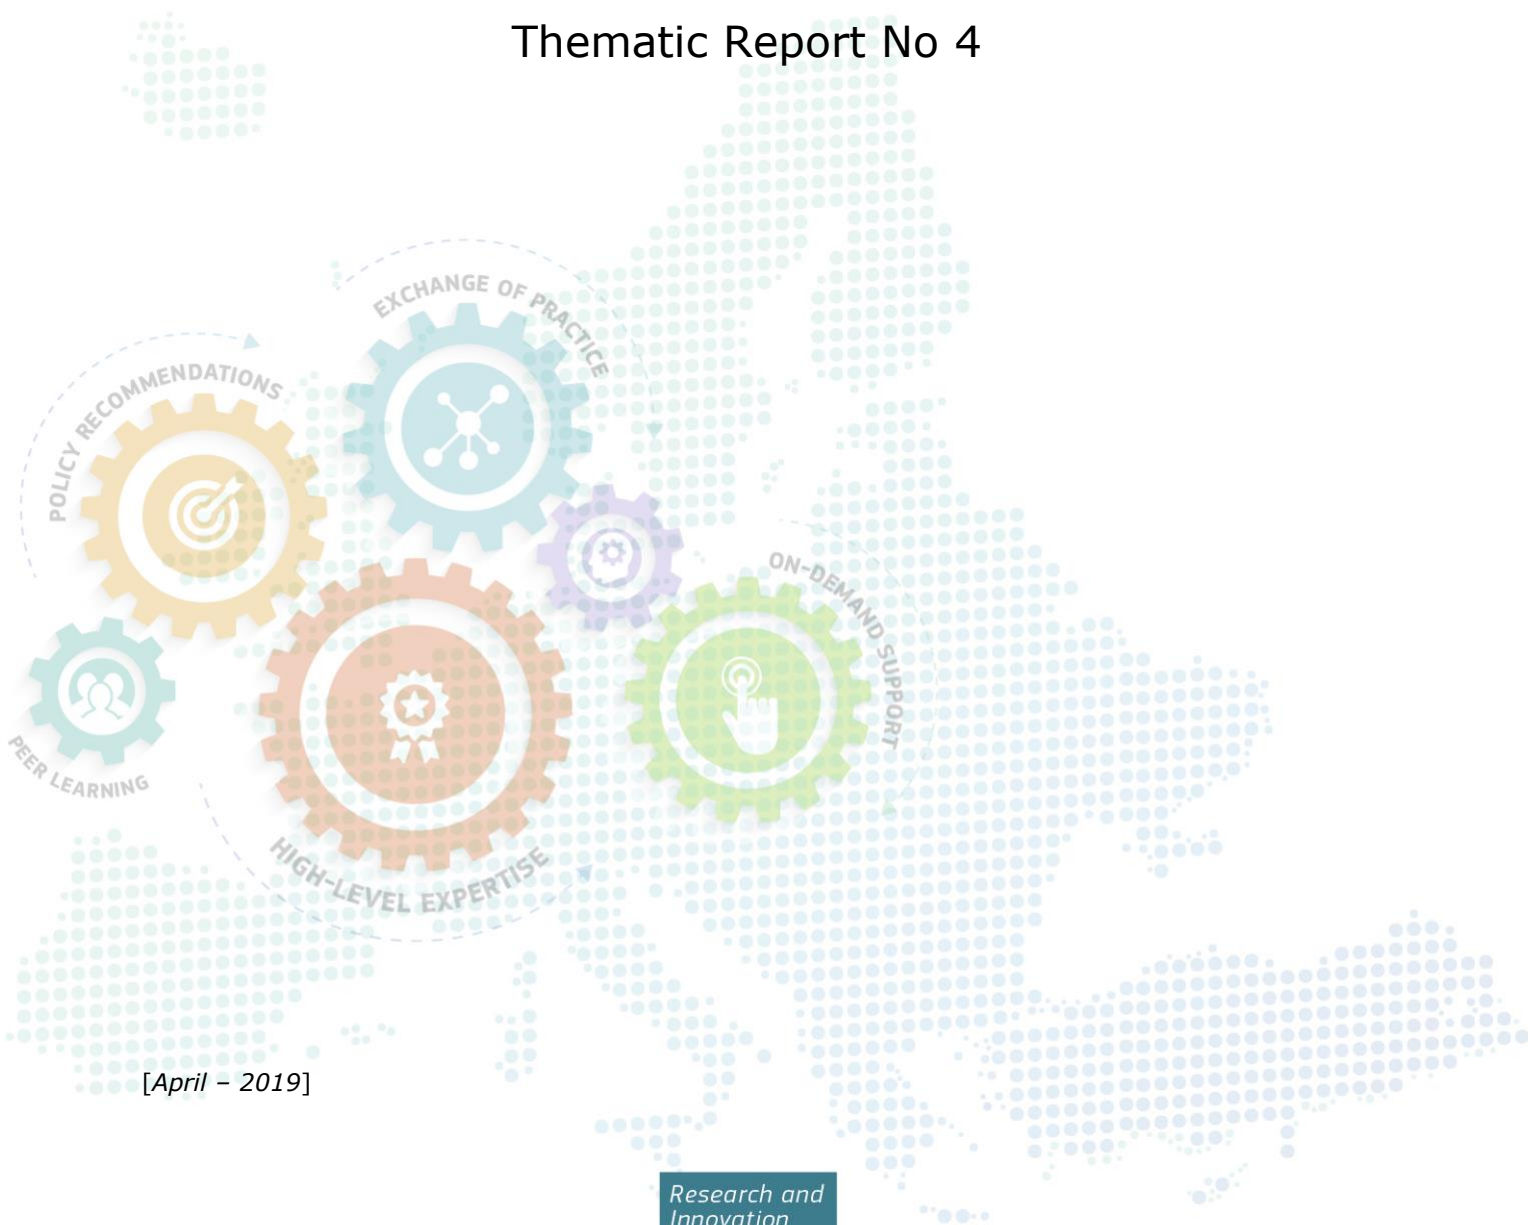 Thematic Report No 4
EXCHANGE OF PRACTICE
POLICY RECOMMENDATIONS
ON-DEMAND SUPPORT
PEER LEARNING
HIGH-LEVEL EXPERTISE
[April – 2019]
Research and
Innovation